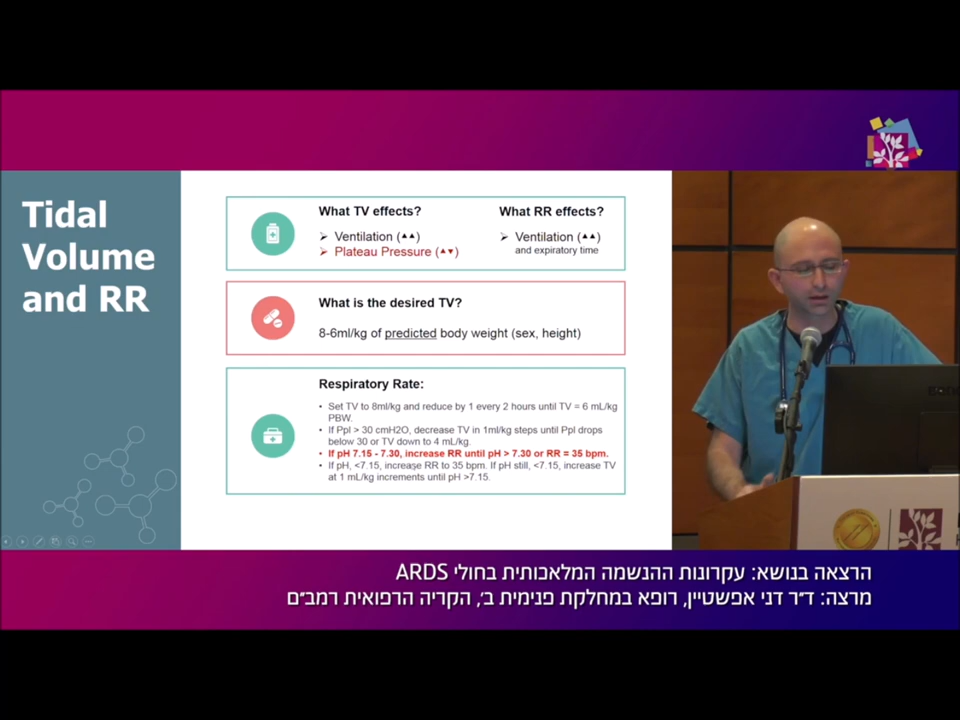 Tidal
Volume
and RR
What TV effects?
➢ Ventilation (▲▲)
➢ Plateau Pressure (▲▼)
What RR effects?
➢ Ventilation (▲▲)
and expiratory time
What is the desired TV?
8-6ml/kg of predicted body weight (sex, height)
Respiratory Rate:
• Set TV to 8ml/kg and reduce by 1 every 2 hours until TV = 6 mL/kg
PBW.
• If Ppl > 30 cmH2O, decrease TV in 1ml/kg steps until Ppl drops
below 30 or TV down to 4 mL/kg.
• If pH 7.15 - 7.30, increase RR until pH > 7.30 or RR = 35 bpm.
• If pH, <7.15, increase RR to 35 bpm. If pH still, <7.15, increase TV
at 1 mL/kg increments until pH >7.15.
הרצאה בנושא: עקרונות ההנשמה המלאכותית בחולי ARDS
מרצה: ד״ר דני אפשטיין, רופא במחלקת פנימית ב׳, הקריה הרפואית רמב״ם